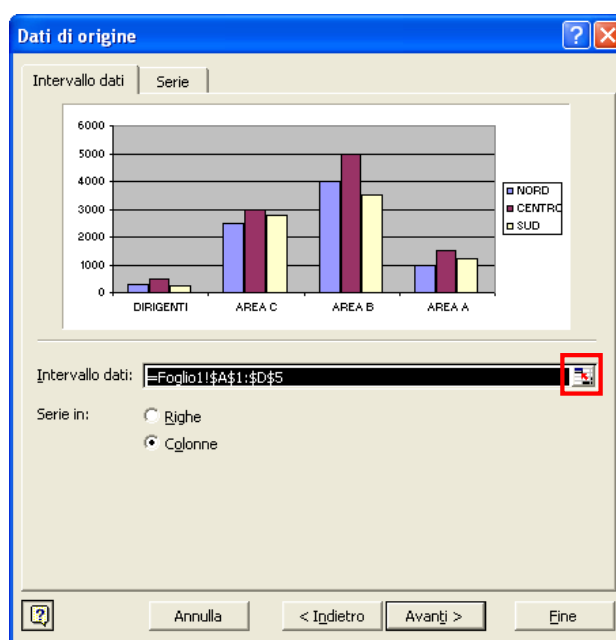 Dati di origine
Intervallo dati Serie
6000
5000
4000
3000
2000
1000
0
DIRIGENTI AREA C AREA B AREA A
NORD
CENTRO
SUD
Intervallo dati: =Foglio1!$A$1:$D$5
Serie in: Righe
Colonne
Annulla < Indietro Avanti > Fine